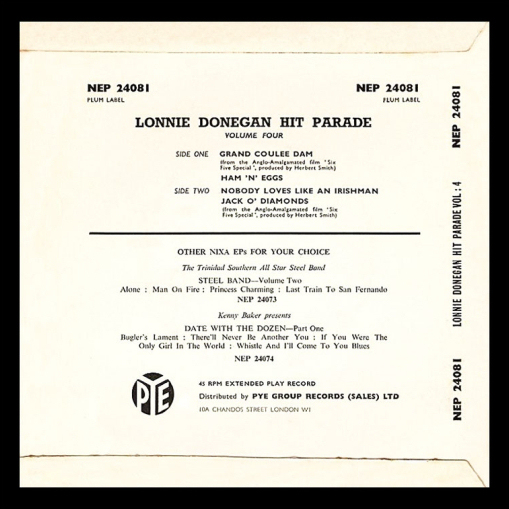 NEP 24081 NEP 24081
PLUM LABEL PLUM LABEL
LONNIE DONEGAN HIT PARADE
VOLUME FOUR
SIDE ONE GRAND COULEE DAM
(from the Anglo-Amalgamated film 'Six
Five Special', produced by Herbert Smith)
HAM 'N' EGGS
SIDE TWO NOBODY LOVES LIKE AN IRISHMAN
JACK O' DIAMONDS
(from the Anglo-Amalgamated film 'Six
Five Special', produced by Herbert Smith)
OTHER NIXA EPs FOR YOUR CHOICE
The Trinidad Southern All Star Steel Band
STEEL BAND—Volume Two
Alone : Man On Fire : Princess Charming : Last Train To San Fernando
NEP 24073
Kenny Baker presents
DATE WITH THE DOZEN—Part One
Bugler's Lament : There'll Never Be Another You : If You Were The
Only Girl In The World : Whistle And I'll Come To You Blues
NEP 24074
PYE
45 RPM EXTENDED PLAY RECORD
Distributed by PYE GROUP RECORDS (SALES) LTD
10A CHANDOS STREET LONDON W1
NEP 24081 LONNIE DONEGAN HIT PARADE VOL : 4 NEP 24081